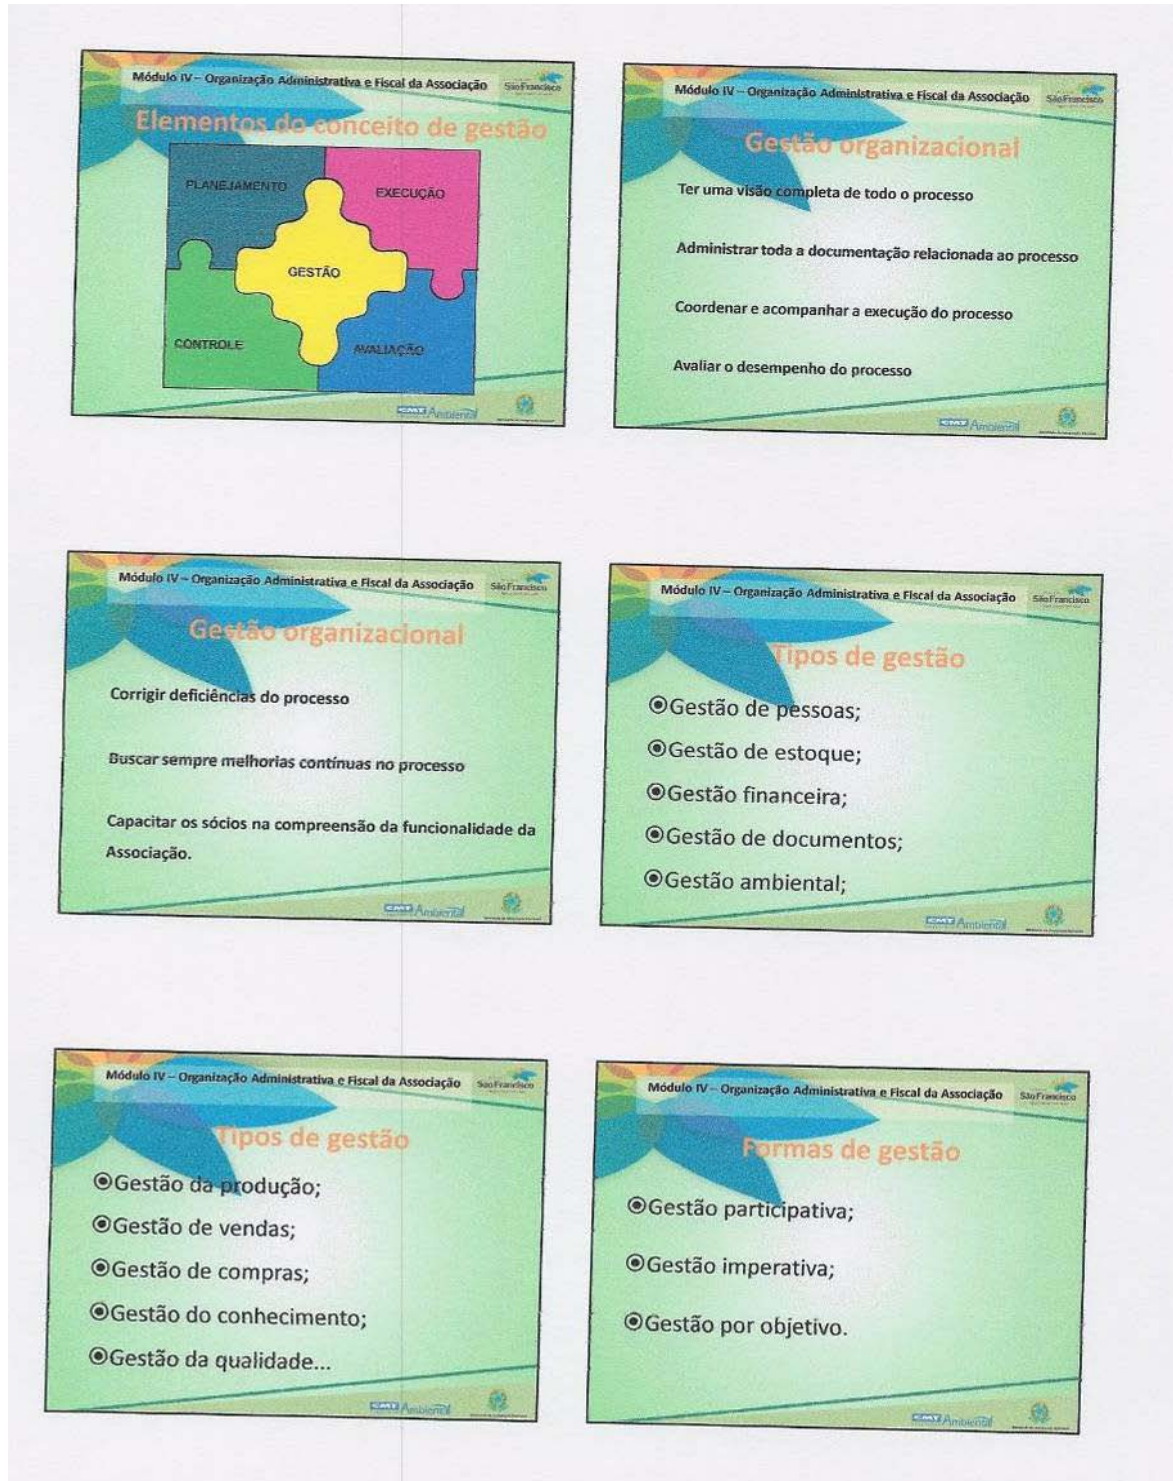 Módulo IV – Organização Administrativa e Fiscal da Associação
São Francisco
Elementos do conceito de gestão
PLANEJAMENTO
EXECUÇÃO
GESTÃO
CONTROLE
AVALIAÇÃO
CMT Ambiental
Módulo IV – Organização Administrativa e Fiscal da Associação
São Francisco
Gestão organizacional
Ter uma visão completa de todo o processo
Administrar toda a documentação relacionada ao processo
Coordenar e acompanhar a execução do processo
Avaliar o desempenho do processo
CMT Ambiental
Módulo IV – Organização Administrativa e Fiscal da Associação
São Francisco
Gestão organizacional
Corrigir deficiências do processo
Buscar sempre melhorias contínuas no processo
Capacitar os sócios na compreensão da funcionalidade da
Associação.
CMT Ambiental
Módulo IV – Organização Administrativa e Fiscal da Associação
São Francisco
Tipos de gestão
Gestão de pessoas;
Gestão de estoque;
Gestão financeira;
Gestão de documentos;
Gestão ambiental;
CMT Ambiental
Módulo IV – Organização Administrativa e Fiscal da Associação
São Francisco
Tipos de gestão
Gestão da produção;
Gestão de vendas;
Gestão de compras;
Gestão do conhecimento;
Gestão da qualidade...
CMT Ambiental
Módulo IV – Organização Administrativa e Fiscal da Associação
São Francisco
Formas de gestão
Gestão participativa;
Gestão imperativa;
Gestão por objetivo.
CMT Ambiental